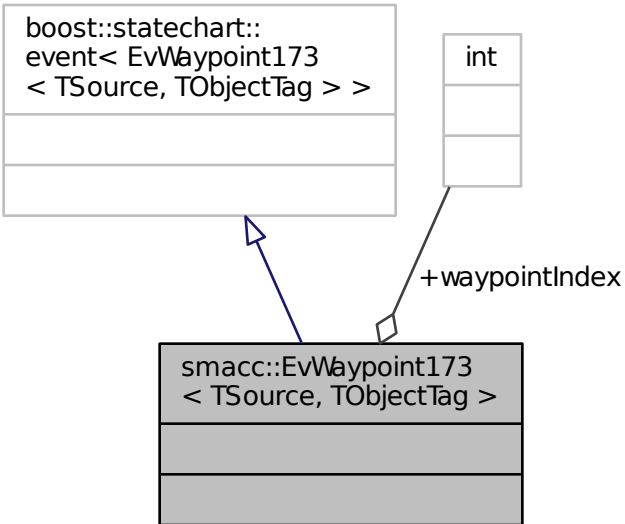 boost::statechart::
event< EvWaypoint173
< TSource, TObjectTag > >
int
+waypointIndex
smacc::EvWaypoint173
< TSource, TObjectTag >